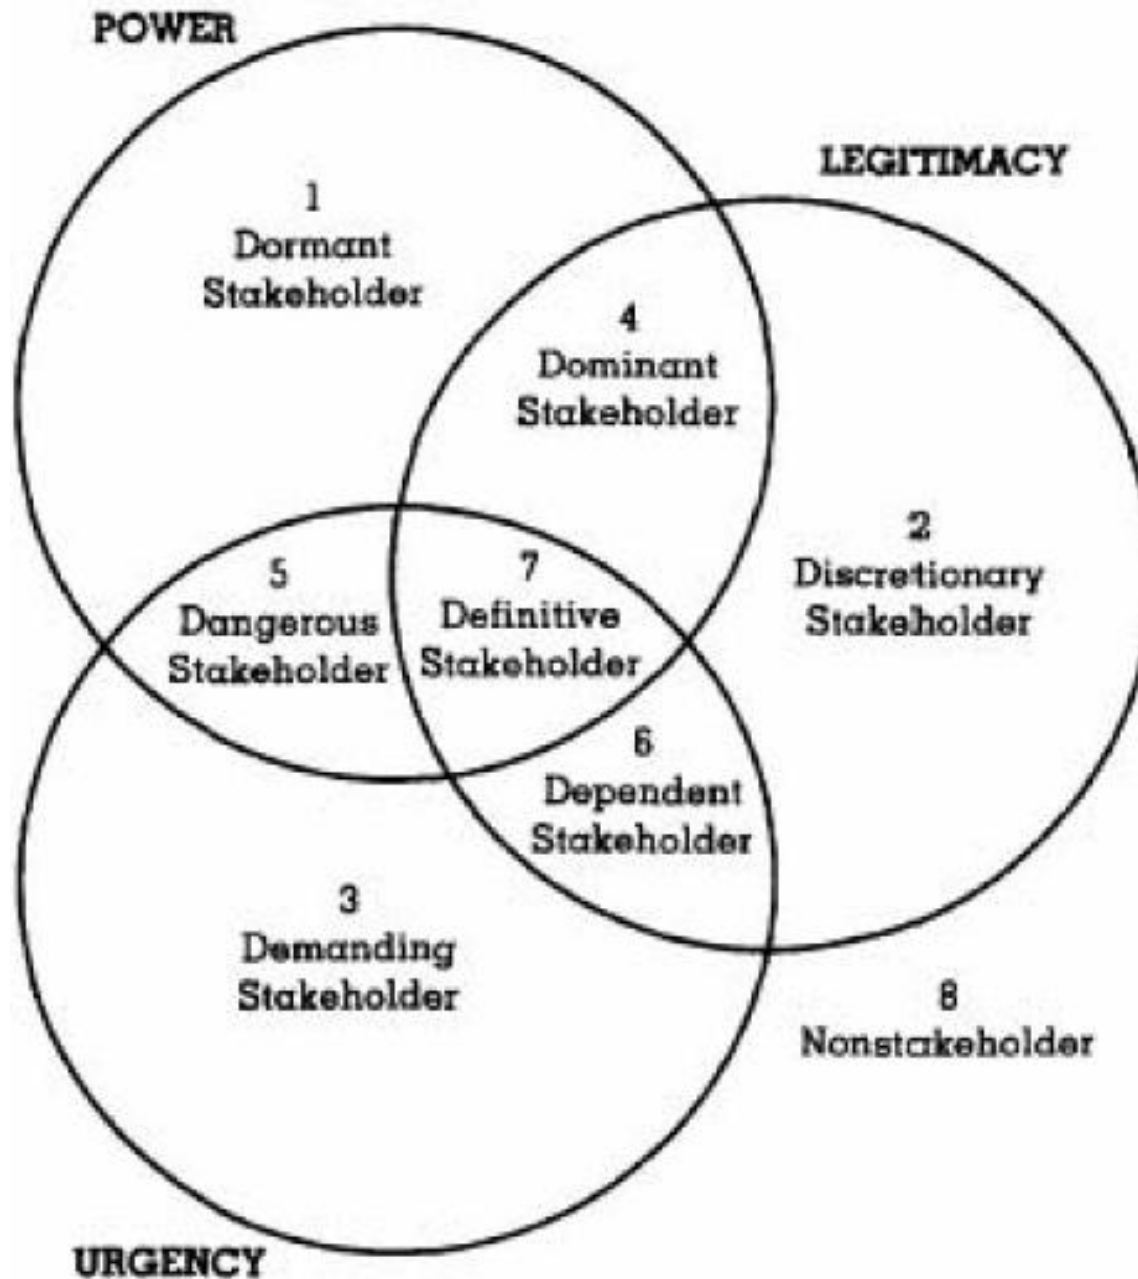 POWER
LEGITIMACY
1
Dormant
Stakeholder
4
Dominant
Stakeholder
2
Discretionary
Stakeholder
5
Dangerous
Stakeholder
7
Definitive
Stakeholder
6
Dependent
Stakeholder
3
Demanding
Stakeholder
8
Nonstakeholder
URGENCY